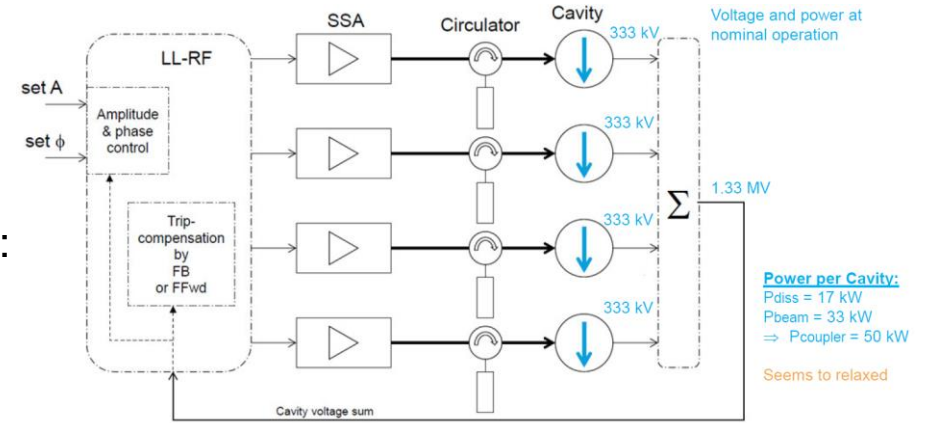 SSA
Circulator
Cavity
Voltage and power at
nominal operation
LL-RF
333 kV
set A
Amplitude
& phase
control
set ϕ
333 kV
1.33 MV
Σ
Trip-
compensation
by
FB
or FFwd
:
333 kV
Power per Cavity:
Pdiss = 17 kW
Pbeam = 33 kW
⇒ Pcoupler = 50 kW
333 kV
Seems to relaxed
Cavity voltage sum